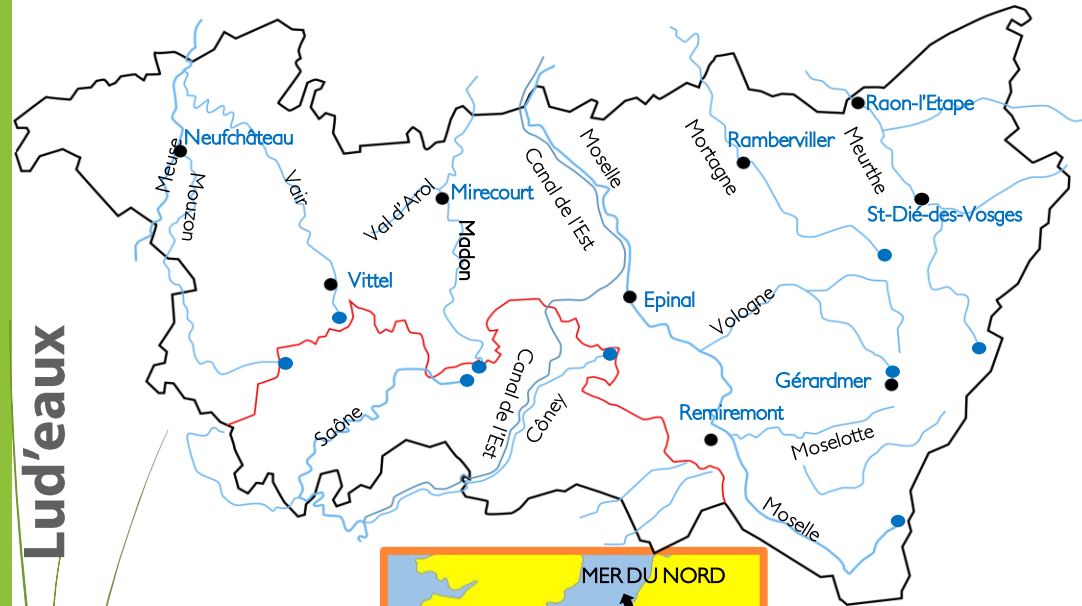 Lud'eaux
Raon-l'Etape
Neufchâteau
Ramberviller
Meuse
Mouzon
Vair
Val d'Arol
Mirecourt
Madon
Canal de l'Est
Moselle
Mortagne
Meurthe
St-Dié-des-Vosges
Vittel
Epinal
Vologne
Gérardmer
Saône
Canal de l'Est
Côney
Remiremont
Moselotte
Moselle
MER DU NORD